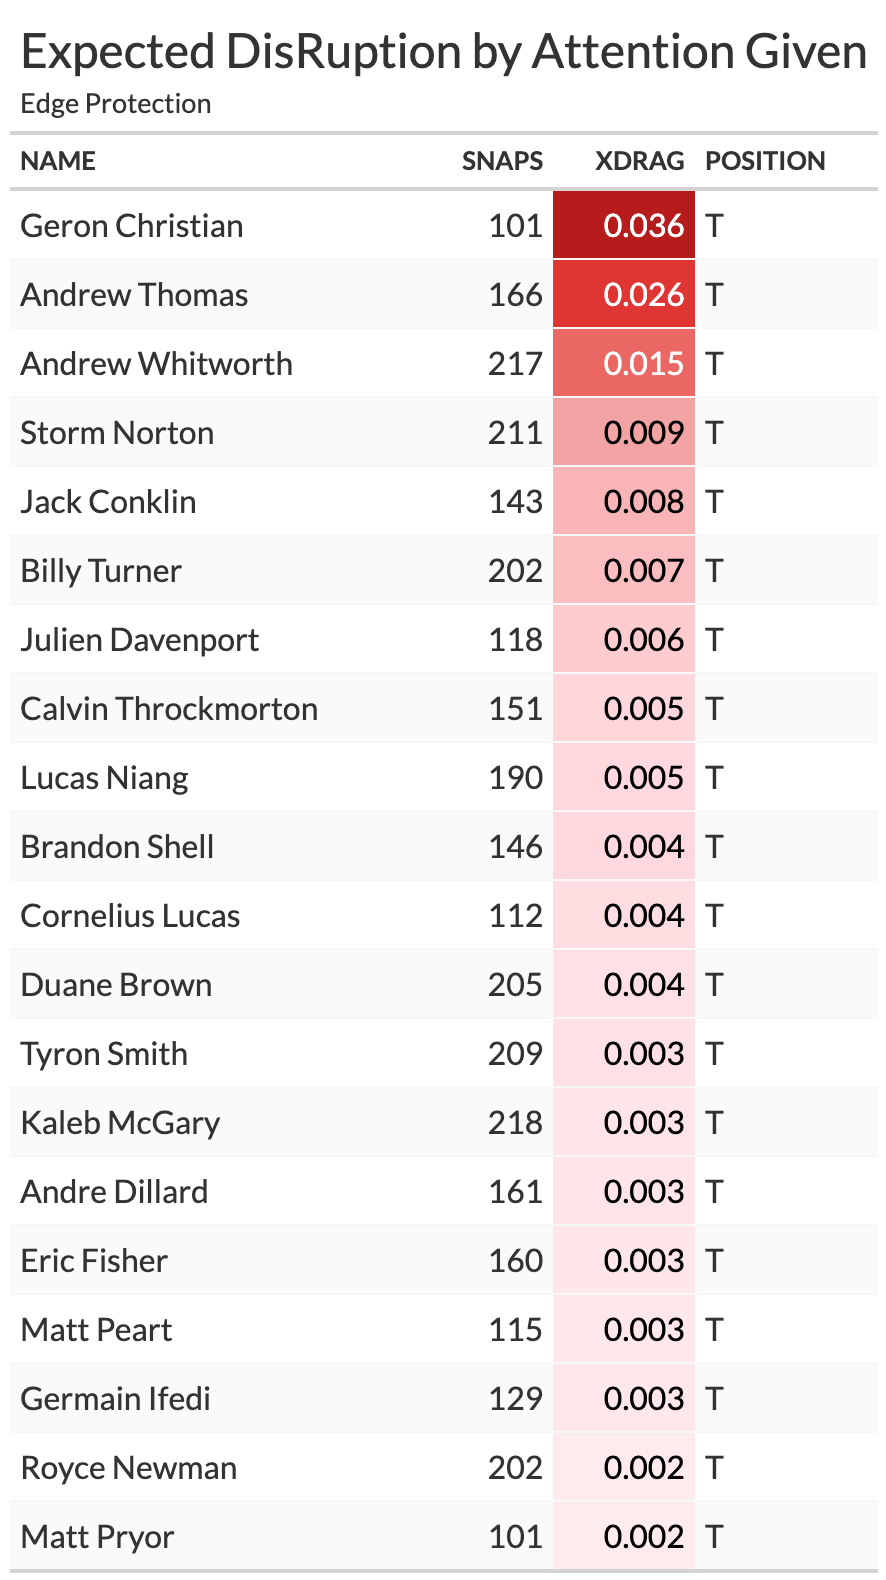 Expected DisRuption by Attention Given
Edge Protection
NAME SNAPS XDRAG POSITION
Geron Christian 101 0.036 T
Andrew Thomas 166 0.026 T
Andrew Whitworth 217 0.015 T
Storm Norton 211 0.009 T
Jack Conklin 143 0.008 T
Billy Turner 202 0.007 T
Julien Davenport 118 0.006 T
Calvin Throckmorton 151 0.005 T
Lucas Niang 190 0.005 T
Brandon Shell 146 0.004 T
Cornelius Lucas 112 0.004 T
Duane Brown 205 0.004 T
Tyron Smith 209 0.003 T
Kaleb McGary 218 0.003 T
Andre Dillard 161 0.003 T
Eric Fisher 160 0.003 T
Matt Peart 115 0.003 T
Germain Ifedi 129 0.003 T
Royce Newman 202 0.002 T
Matt Pryor 101 0.002 T